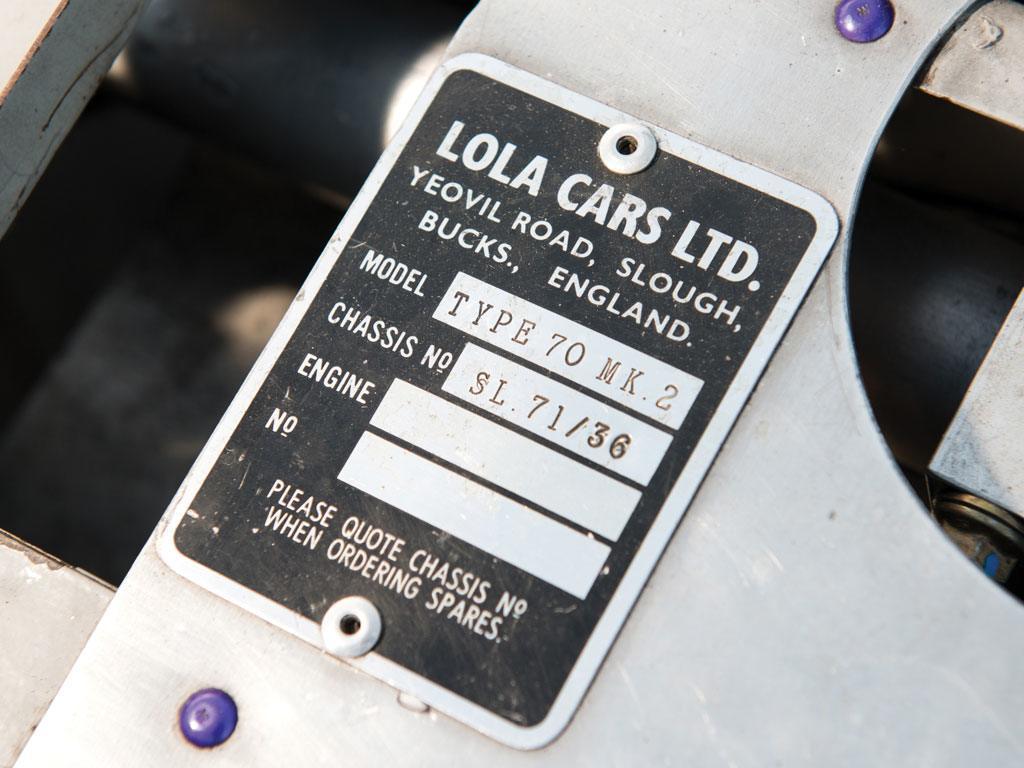 LOLA CARS LTD.
YEOVIL ROAD, SLOUGH,
BUCKS., ENGLAND.
MODEL TYPE 70 MK.2
CHASSIS Nº SL.71/36
ENGINE
Nº
PLEASE QUOTE CHASSIS Nº
WHEN ORDERING SPARES.